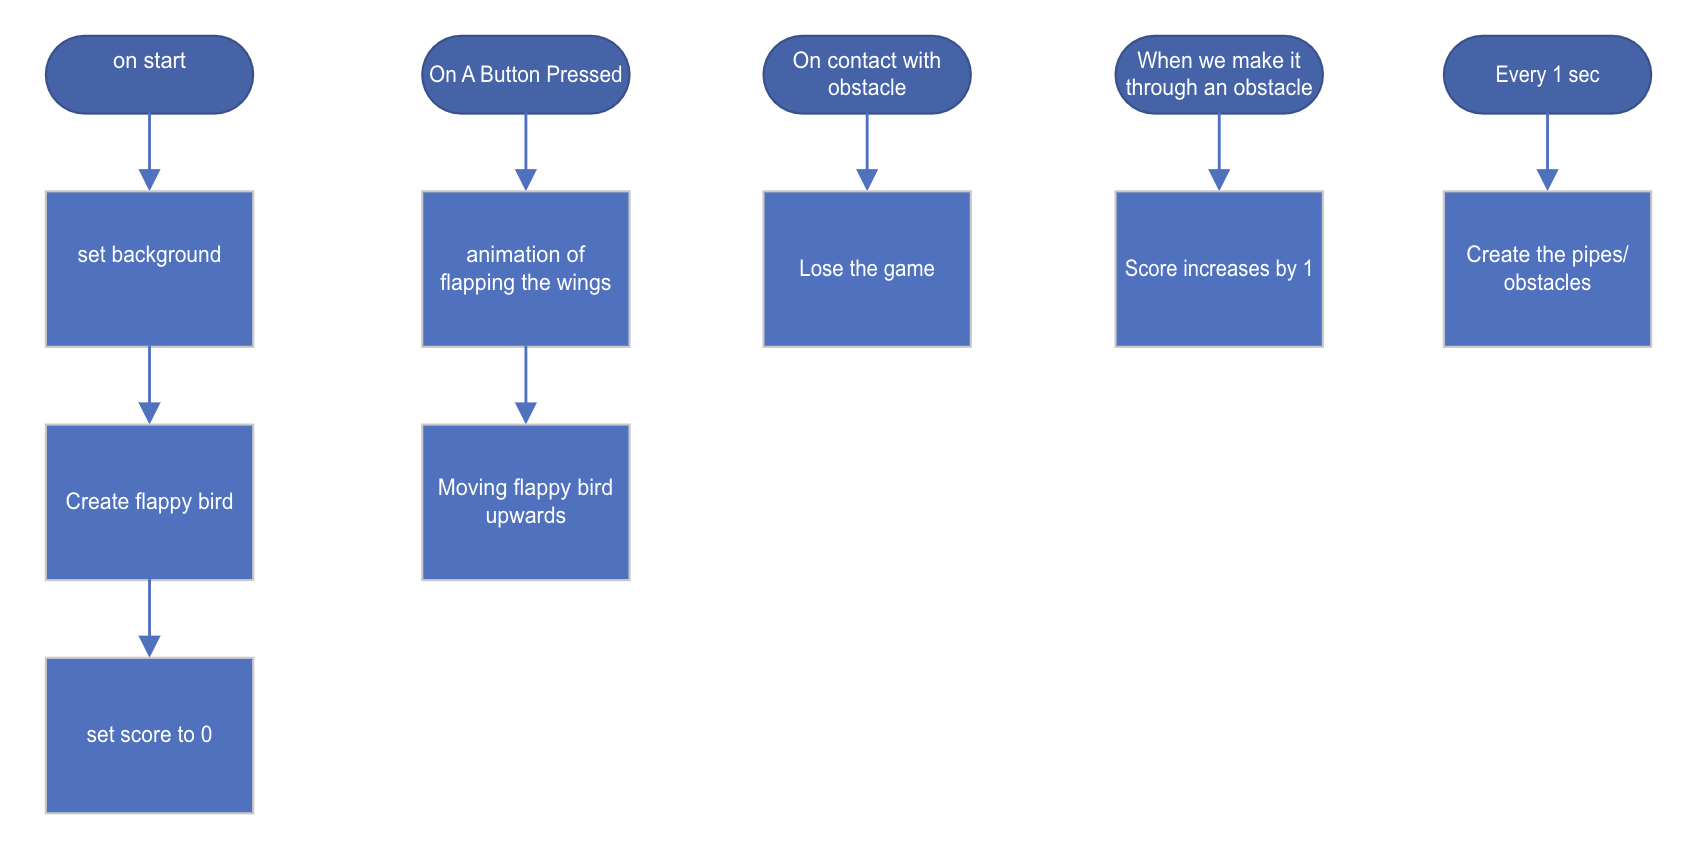 on start
set background
Create flappy bird
set score to 0
On A Button Pressed
animation of
flapping the wings
Moving flappy bird
upwards
On contact with
obstacle
Lose the game
When we make it
through an obstacle
Score increases by 1
Every 1 sec
Create the pipes/
obstacles